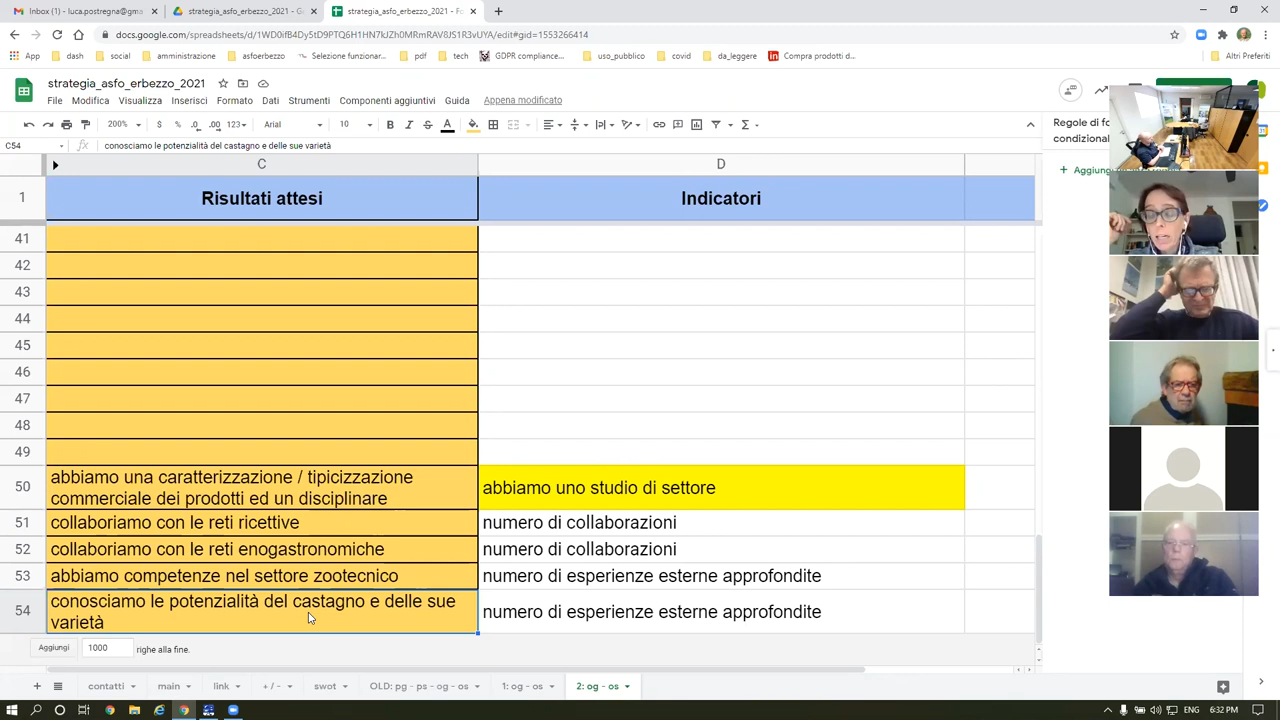 Inbox (1) - luca.postregna@gma
strategia_asfo_erbezzo_2021 - G
strategia_asfo_erbezzo_2021 - Fo
docs.google.com/spreadsheets/d/1WD0ifB4Dy5tD9PTQ6H1HN7kJZh0MRmRAV8JS1R3vUYA/edit#gid=1553266414
dash
social
amministrazione
asfoerbezzo
Selezione funzionar...
pdf
tech
GDPR compliance...
uso_pubblico
covid
da_leggere
Compra prodotti d...
Altri Preferiti
strategia_asfo_erbezzo_2021
File Modifica Visualizza Inserisci Formato Dati Strumenti Componenti aggiuntivi Guida Appena modificato
200% $ % .0 .00 123 Arial 10 B I S A
Regole di fo
condizional
Aggiungi
C54 fx conosciamo le potenzialità del castagno e delle sue varietà
C D
1 Risultati attesi Indicatori
41
42
43
44
45
46
47
48
49
50 abbiamo una caratterizzazione / tipicizzazione
commerciale dei prodotti ed un disciplinare
abbiamo uno studio di settore
51 collaboriamo con le reti ricettive numero di collaborazioni
52 collaboriamo con le reti enogastronomiche numero di collaborazioni
53 abbiamo competenze nel settore zootecnico numero di esperienze esterne approfondite
54 conosciamo le potenzialità del castagno e delle sue
varietà
numero di esperienze esterne approfondite
Aggiungi 1000 righe alla fine.
contatti main link + / - swot OLD: pg - ps - og - os 1: og - os 2: og - os
6:32 PM